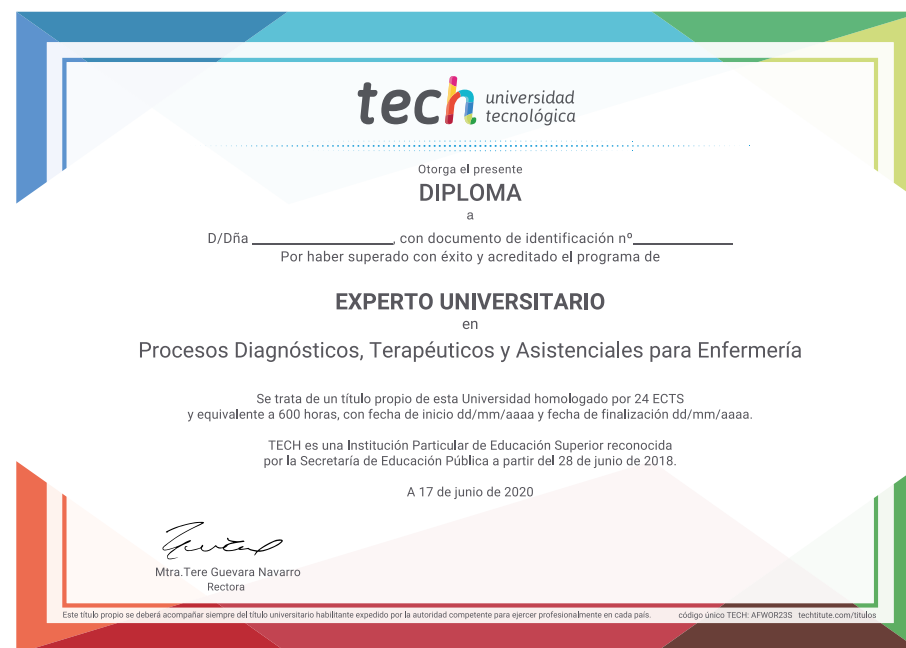 tech universidad
tecnológica
Otorga el presente
DIPLOMA
a
D/Dña ____________________, con documento de identificación nº______________
Por haber superado con éxito y acreditado el programa de
EXPERTO UNIVERSITARIO
en
Procesos Diagnósticos, Terapéuticos y Asistenciales para Enfermería
Se trata de un título propio de esta Universidad homologado por 24 ECTS
y equivalente a 600 horas, con fecha de inicio dd/mm/aaaa y fecha de finalización dd/mm/aaaa.
TECH es una Institución Particular de Educación Superior reconocida
por la Secretaría de Educación Pública a partir del 28 de junio de 2018.
A 17 de junio de 2020
Mtra.Tere Guevara Navarro
Rectora
Este título propio se deberá acompañar siempre del título universitario habilitante expedido por la autoridad competente para ejercer profesionalmente en cada país. código único TECH: AFWOR23S techtitute.com/titulos